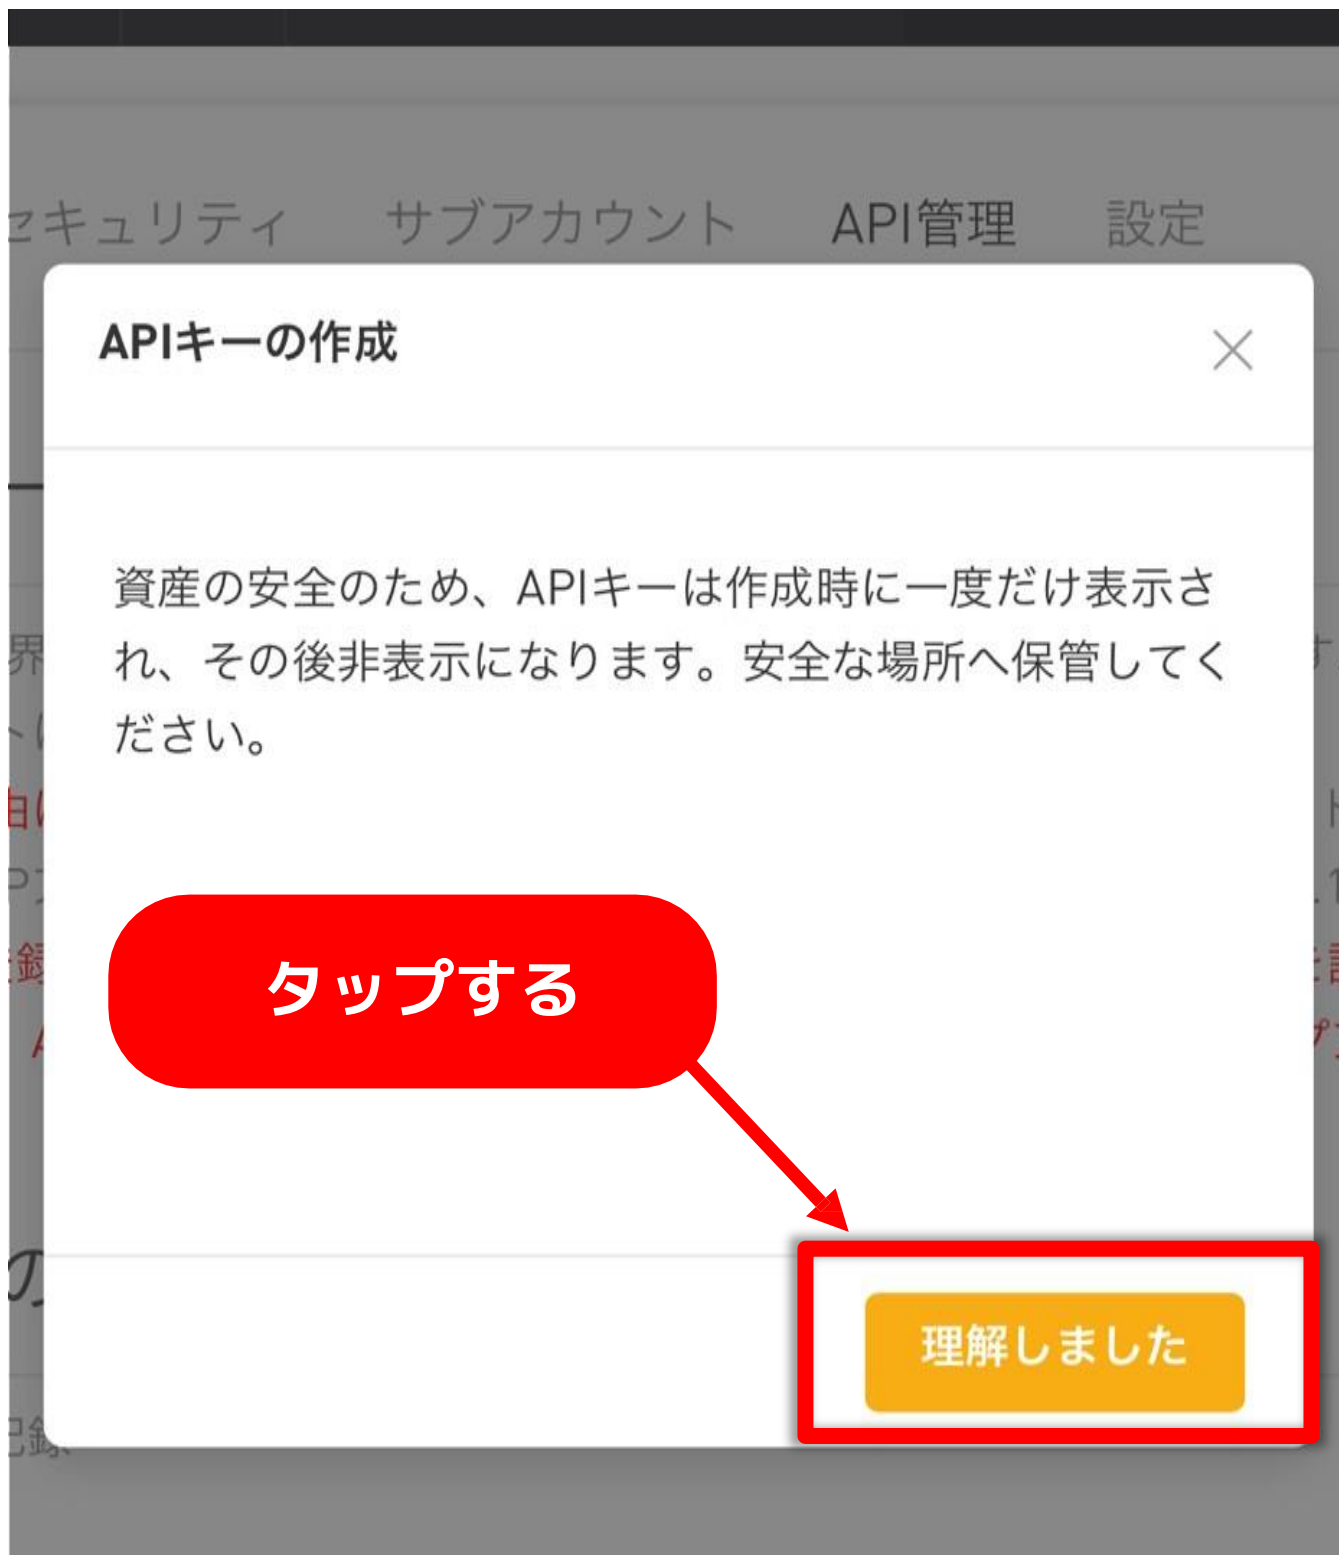 セキュリティ サブアカウント API管理 設定
APIキーの作成
資産の安全のため、APIキーは作成時に一度だけ表示さ
れ、その後非表示になります。安全な場所へ保管してく
ださい。
タップする
理解しました